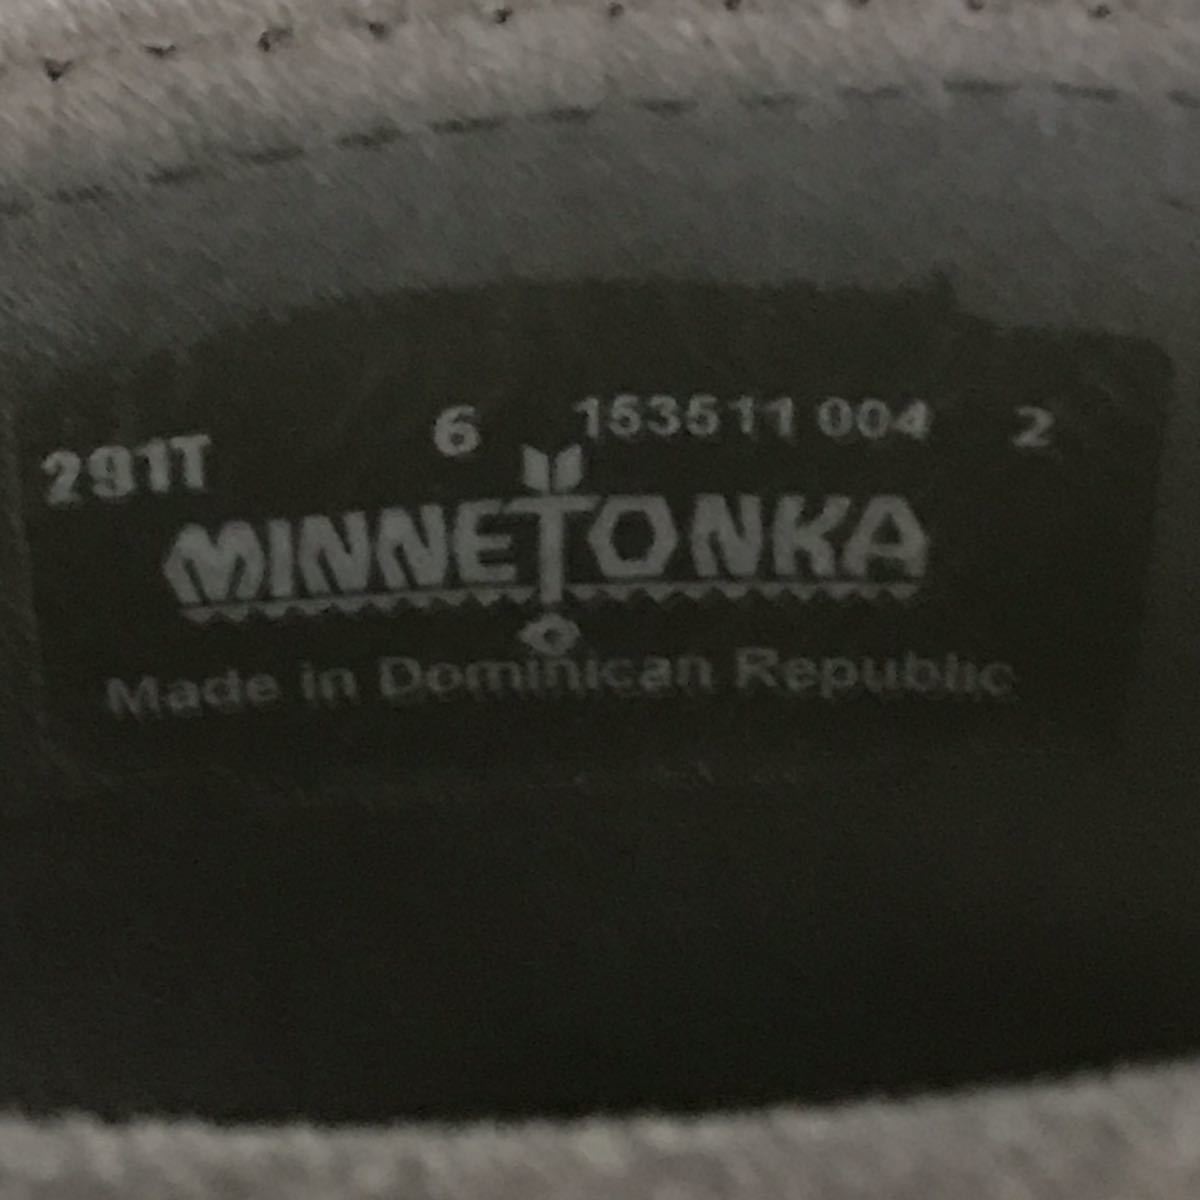 291T 6 153511 004 2
MINNETONKA
Made in Dominican Republic